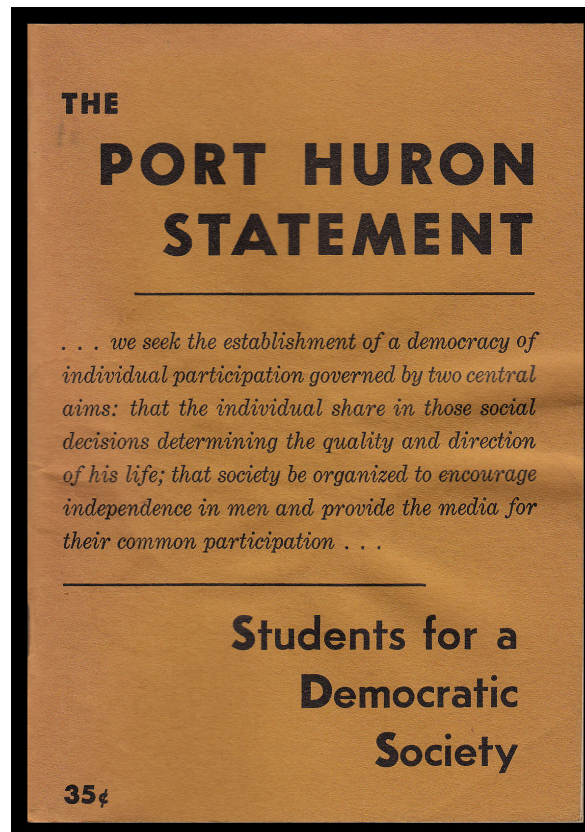 THE
PORT HURON
STATEMENT
. . . we seek the establishment of a democracy of
individual participation governed by two central
aims: that the individual share in those social
decisions determining the quality and direction
of his life; that society be organized to encourage
independence in men and provide the media for
their common participation . . .
Students for a
Democratic
Society
35¢